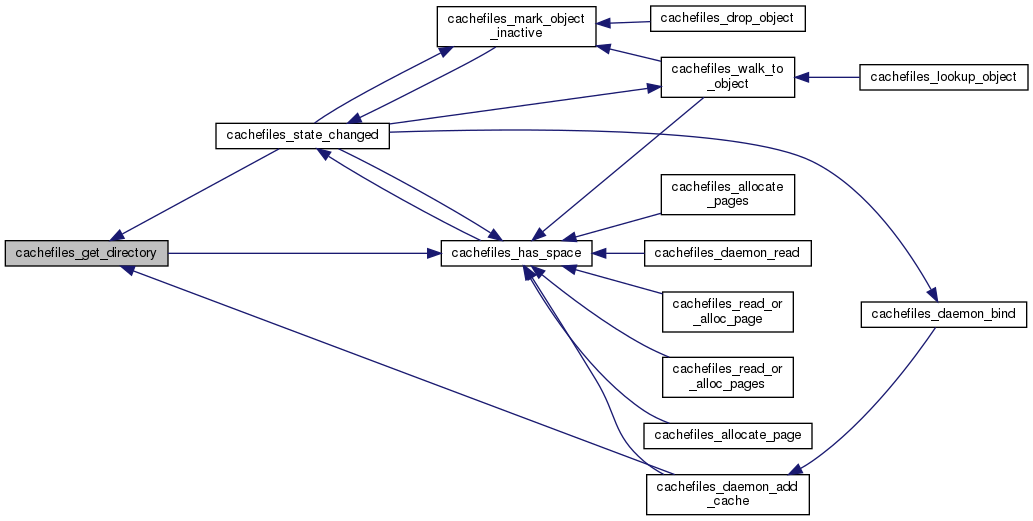 cachefiles_mark_object
_inactive
cachefiles_drop_object
cachefiles_walk_to
_object
cachefiles_lookup_object
cachefiles_state_changed
cachefiles_allocate
_pages
cachefiles_get_directory
cachefiles_has_space
cachefiles_daemon_read
cachefiles_read_or
_alloc_page
cachefiles_daemon_bind
cachefiles_read_or
_alloc_pages
cachefiles_allocate_page
cachefiles_daemon_add
_cache